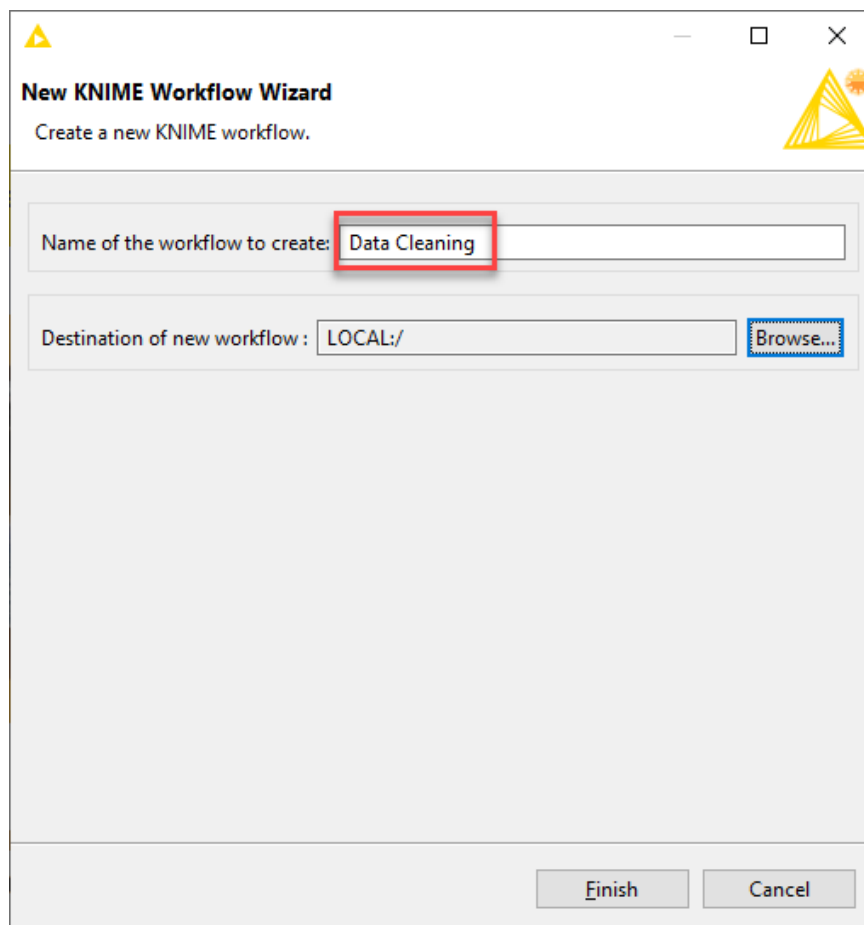 New KNIME Workflow Wizard
Create a new KNIME workflow.
Name of the workflow to create: Data Cleaning
Destination of new workflow : LOCAL:/ Browse...
Finish Cancel